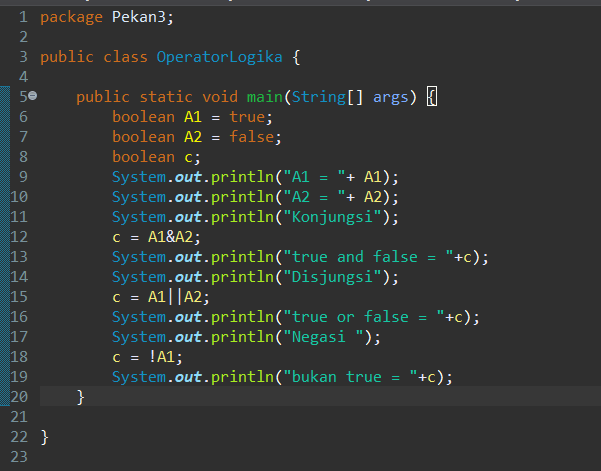 1 package Pekan3;
2
3 public class OperatorLogika {
4
5 public static void main(String[] args) {
6 boolean A1 = true;
7 boolean A2 = false;
8 boolean c;
9 System.out.println("A1 = "+ A1);
10 System.out.println("A2 = "+ A2);
11 System.out.println("Konjungsi");
12 c = A1&A2;
13 System.out.println("true and false = "+c);
14 System.out.println("Disjungsi");
15 c = A1||A2;
16 System.out.println("true or false = "+c);
17 System.out.println("Negasi ");
18 c = !A1;
19 System.out.println("bukan true = "+c);
20 }
21
22 }
23